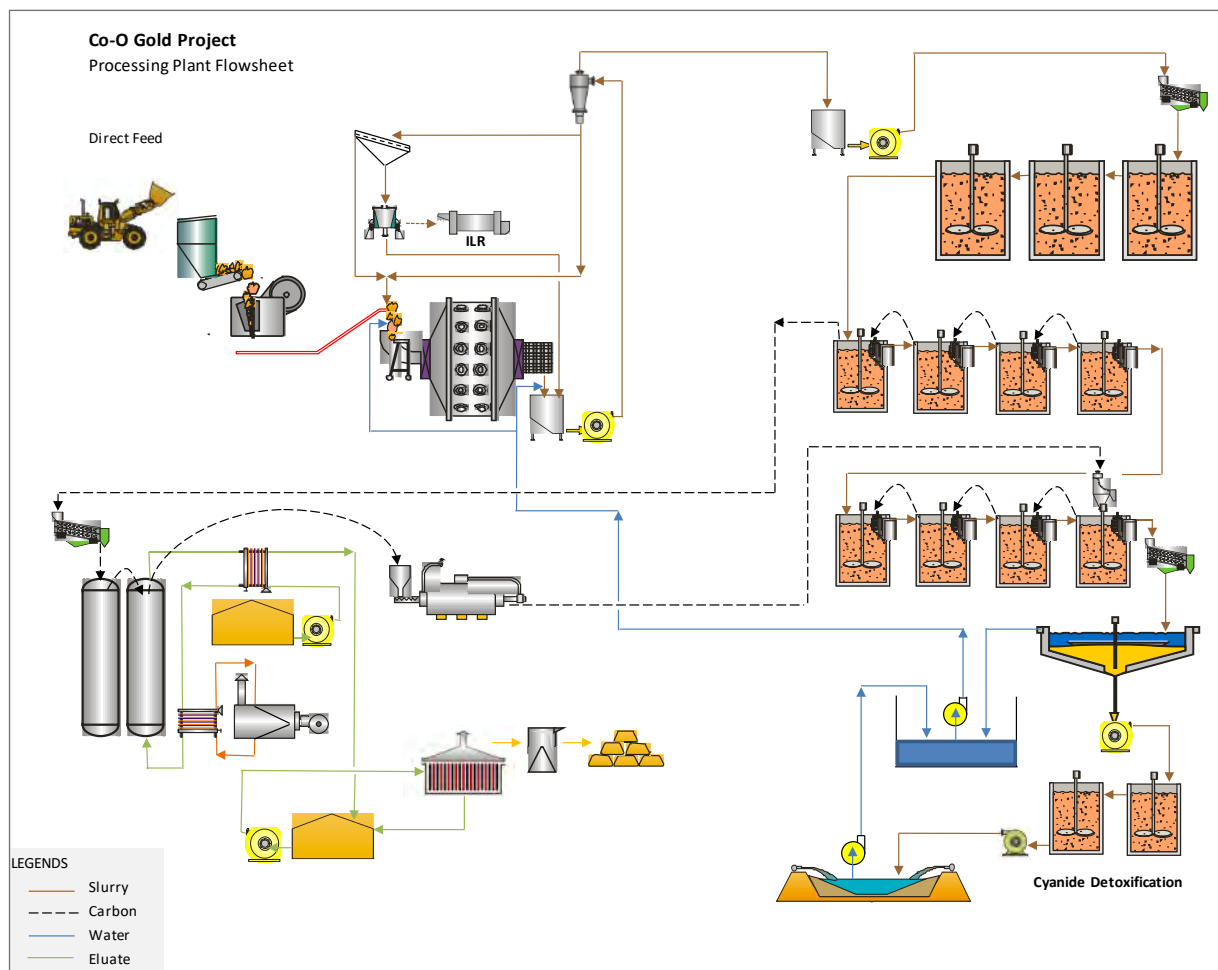 Co-O Gold Project
Processing Plant Flowsheet
Direct Feed
ILR
Cyanide Detoxification
LEGENDS
Slurry
Carbon
Water
Eluate